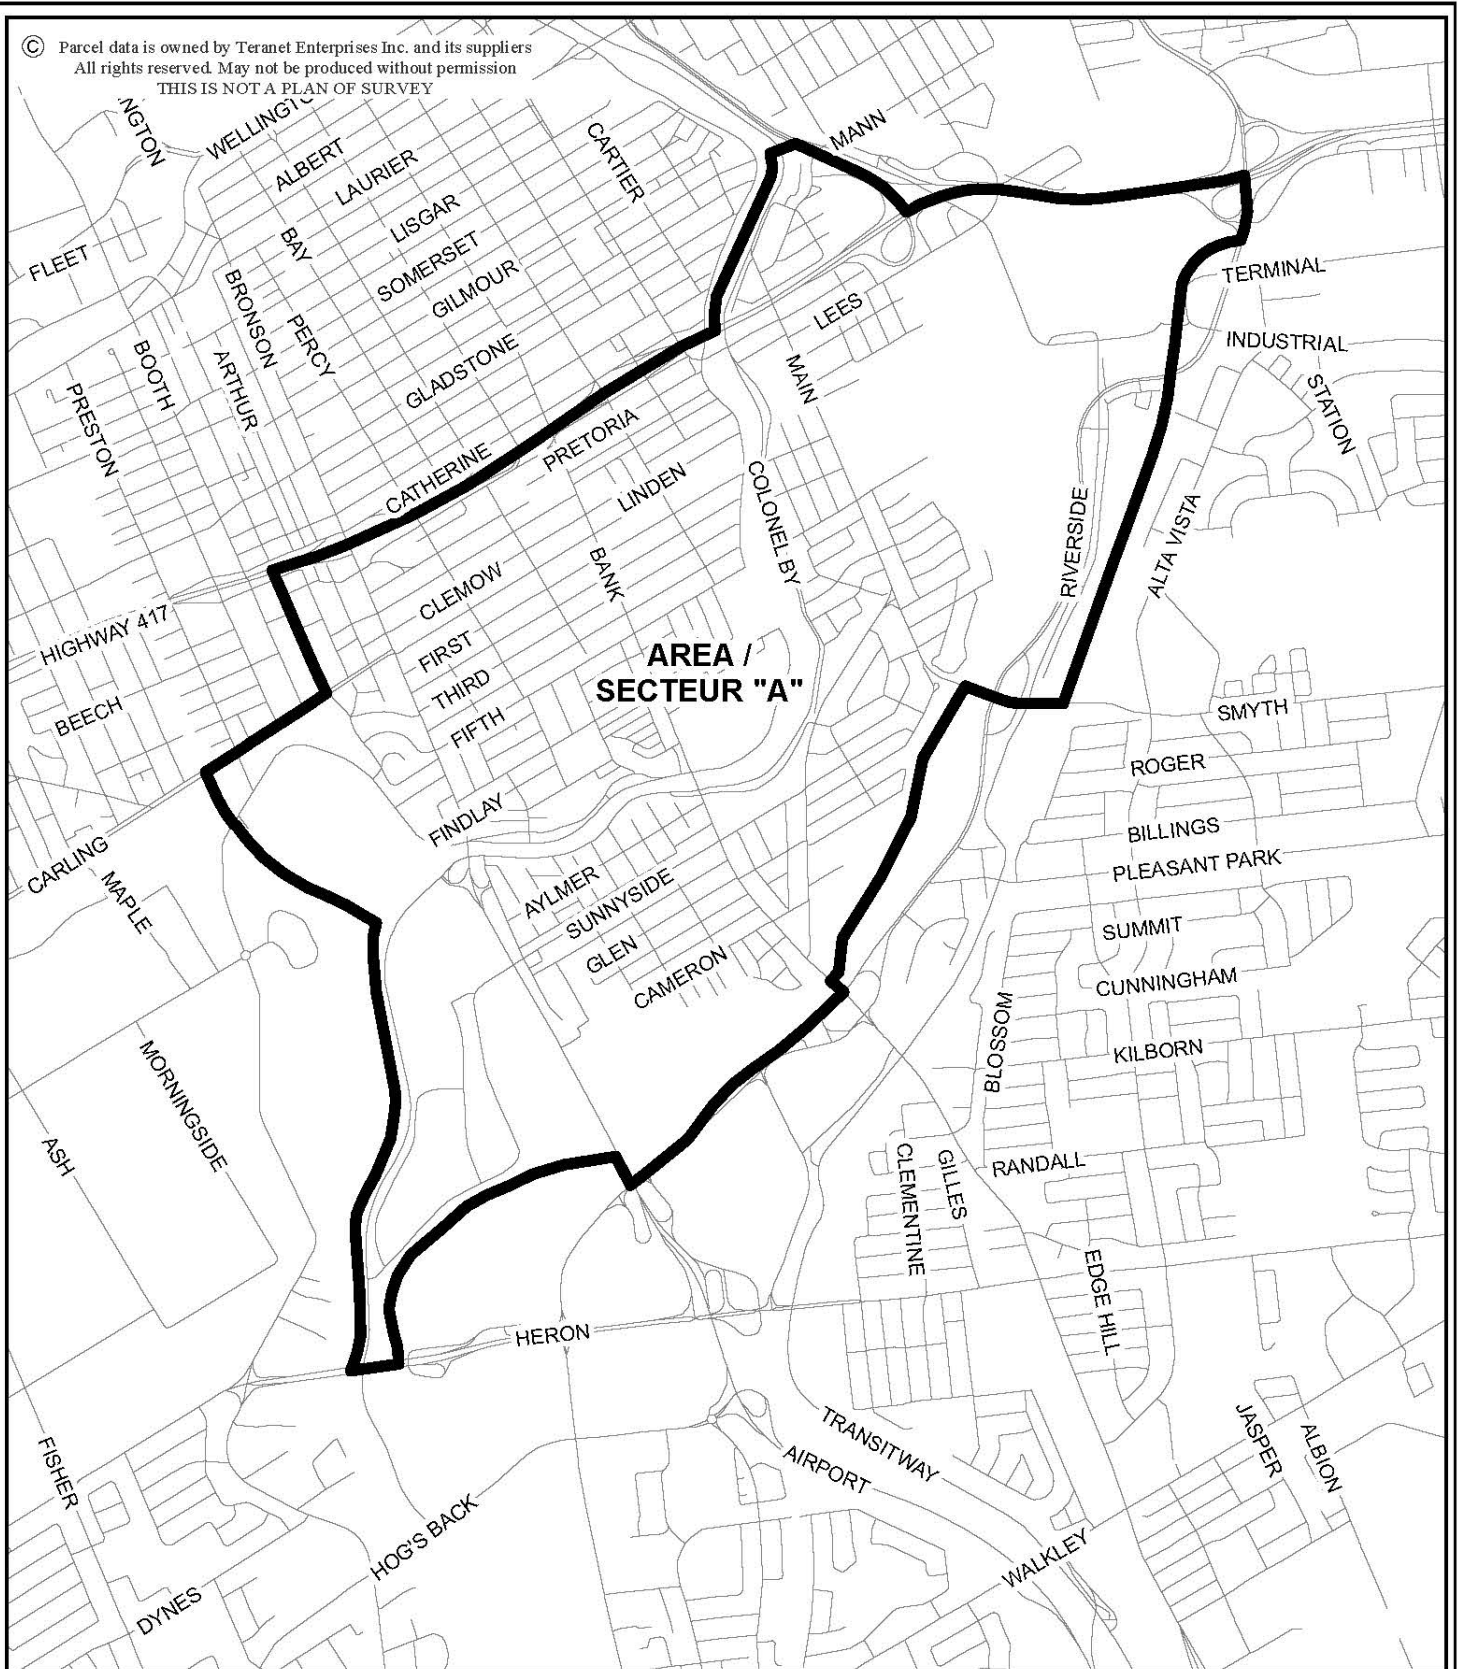 © Parcel data is owned by Teranet Enterprises Inc. and its suppliers
All rights reserved. May not be produced without permission
THIS IS NOT A PLAN OF SURVEY
NGTON
WELLINGTO
ALBERT
LAURIER
CARTIER
MANN
LISGAR
BAY
SOMERSET
GILMOUR
FLEET
BRONSON
PERCY
TERMINAL
LEES
INDUSTRIAL
BOOTH
ARTHUR
GLADSTONE
MAIN
STATION
PRESTON
PRETORIA
CATHERINE
LINDEN
COLONEL BY
RIVERSIDE
ALTA VISTA
BANK
CLEMOW
HIGHWAY 417
FIRST
AREA /
SECTEUR "A"
THIRD
BEECH
FIFTH
SMYTH
ROGER
FINDLAY
BILLINGS
CARLING
PLEASANT PARK
MAPLE
AYLMER
SUNNYSIDE
SUMMIT
GLEN
CAMERON
CUNNINGHAM
BLOSSOM
KILBORN
MORNINGSIDE
ASH
RANDALL
GILLES
CLEMENTINE
EDGE HILL
HERON
TRANSITWAY
AIRPORT
JASPER
ALBION
FISHER
HOG'S BACK
WALKLEY
DYNES